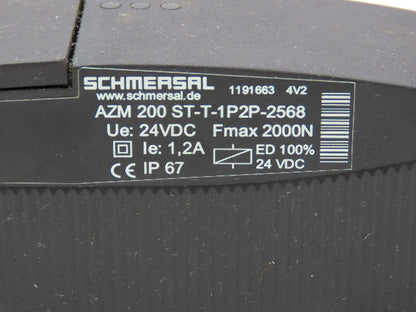 SCHMERSAL 1191663 4V2
www.schmersal.de
AZM 200 ST-T-1P2P-2568
Ue: 24VDC Fmax 2000N
Ie: 1,2A ED 100%
CE IP 67 24 VDC